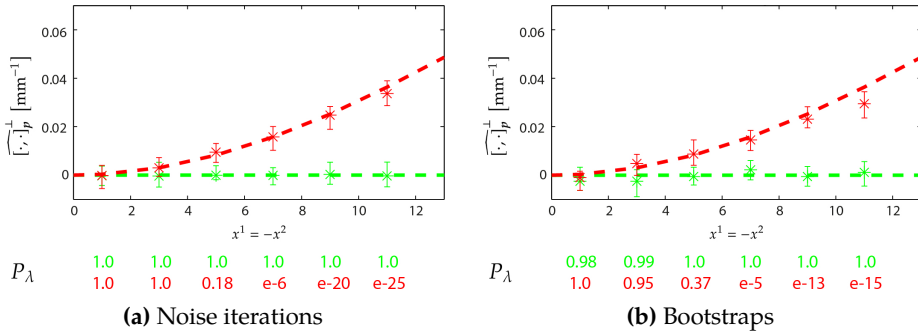 0.06
0.04
0.02
0
[·,·]⊥p [mm−1]
0 2 4 6 8 10 12
x1 = −x2
Pλ
1.0 1.0 1.0 1.0 1.0 1.0
1.0 1.0 0.18 e-6 e-20 e-25
(a) Noise iterations
0.06
0.04
0.02
0
[·,·]⊥p [mm−1]
0 2 4 6 8 10 12
x1 = −x2
Pλ
0.98 0.99 1.0 1.0 1.0 1.0
1.0 0.95 0.37 e-5 e-13 e-15
(b) Bootstraps